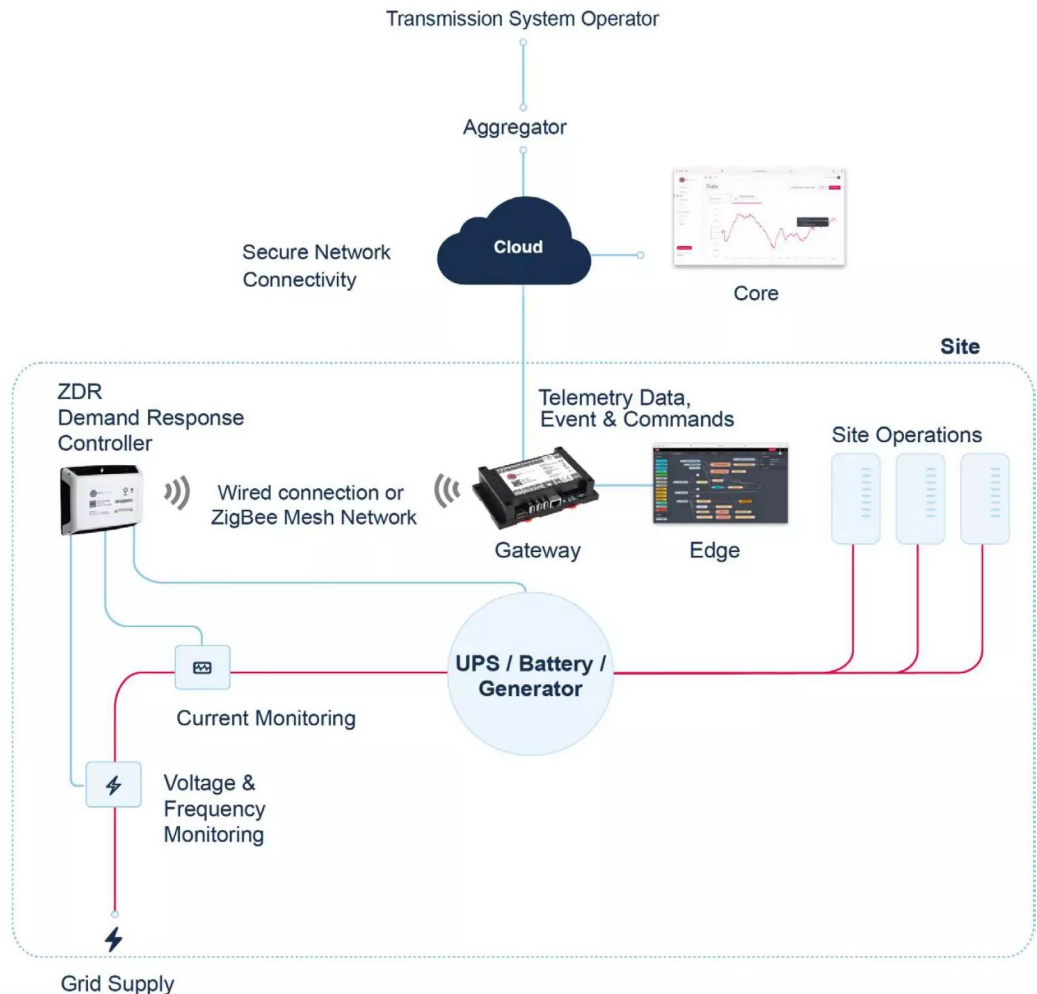 Transmission System Operator
Aggregator
Cloud
Secure Network
Connectivity
Data
Core
Site
ZDR
Demand Response
Controller
Telemetry Data,
Event & Commands
Site Operations
Wired connection or
ZigBee Mesh Network
Gateway
Edge
UPS / Battery /
Generator
Current Monitoring
Voltage &
Frequency
Monitoring
Grid Supply